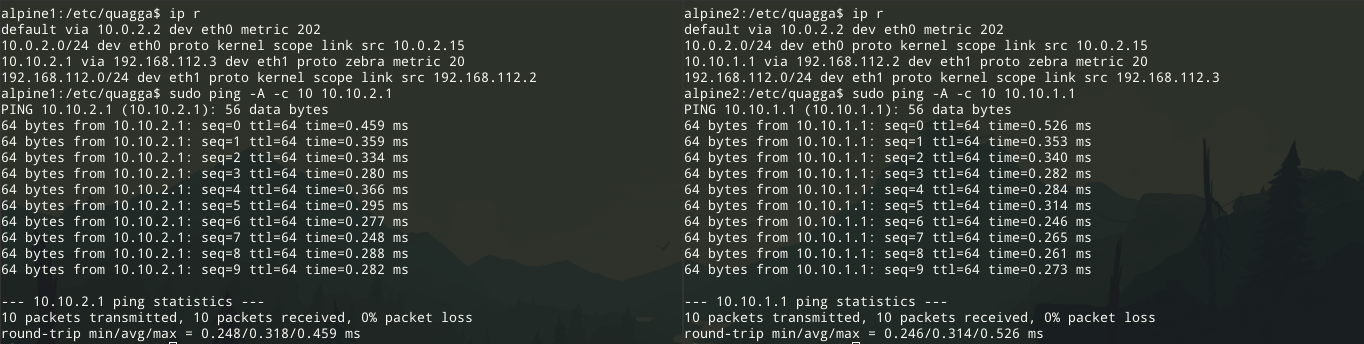 alpine1:/etc/quagga$ ip r
default via 10.0.2.2 dev eth0 metric 202
10.0.2.0/24 dev eth0 proto kernel scope link src 10.0.2.15
10.10.2.1 via 192.168.112.3 dev eth1 proto zebra metric 20
192.168.112.0/24 dev eth1 proto kernel scope link src 192.168.112.2
alpine1:/etc/quagga$ sudo ping -A -c 10 10.10.2.1
PING 10.10.2.1 (10.10.2.1): 56 data bytes
64 bytes from 10.10.2.1: seq=0 ttl=64 time=0.459 ms
64 bytes from 10.10.2.1: seq=1 ttl=64 time=0.359 ms
64 bytes from 10.10.2.1: seq=2 ttl=64 time=0.334 ms
64 bytes from 10.10.2.1: seq=3 ttl=64 time=0.280 ms
64 bytes from 10.10.2.1: seq=4 ttl=64 time=0.366 ms
64 bytes from 10.10.2.1: seq=5 ttl=64 time=0.295 ms
64 bytes from 10.10.2.1: seq=6 ttl=64 time=0.277 ms
64 bytes from 10.10.2.1: seq=7 ttl=64 time=0.248 ms
64 bytes from 10.10.2.1: seq=8 ttl=64 time=0.288 ms
64 bytes from 10.10.2.1: seq=9 ttl=64 time=0.282 ms
--- 10.10.2.1 ping statistics ---
10 packets transmitted, 10 packets received, 0% packet loss
round-trip min/avg/max = 0.248/0.318/0.459 ms
alpine2:/etc/quagga$ ip r
default via 10.0.2.2 dev eth0 metric 202
10.0.2.0/24 dev eth0 proto kernel scope link src 10.0.2.15
10.10.1.1 via 192.168.112.2 dev eth1 proto zebra metric 20
192.168.112.0/24 dev eth1 proto kernel scope link src 192.168.112.3
alpine2:/etc/quagga$ sudo ping -A -c 10 10.10.1.1
PING 10.10.1.1 (10.10.1.1): 56 data bytes
64 bytes from 10.10.1.1: seq=0 ttl=64 time=0.526 ms
64 bytes from 10.10.1.1: seq=1 ttl=64 time=0.353 ms
64 bytes from 10.10.1.1: seq=2 ttl=64 time=0.340 ms
64 bytes from 10.10.1.1: seq=3 ttl=64 time=0.282 ms
64 bytes from 10.10.1.1: seq=4 ttl=64 time=0.284 ms
64 bytes from 10.10.1.1: seq=5 ttl=64 time=0.314 ms
64 bytes from 10.10.1.1: seq=6 ttl=64 time=0.246 ms
64 bytes from 10.10.1.1: seq=7 ttl=64 time=0.265 ms
64 bytes from 10.10.1.1: seq=8 ttl=64 time=0.261 ms
64 bytes from 10.10.1.1: seq=9 ttl=64 time=0.273 ms
--- 10.10.1.1 ping statistics ---
10 packets transmitted, 10 packets received, 0% packet loss
round-trip min/avg/max = 0.246/0.314/0.526 ms